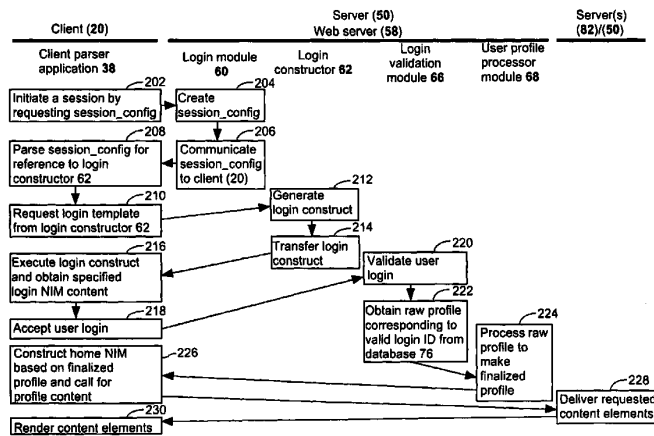 Client (20)
Server (50)
Web server (58)
Server(s)
(82)/(50)
Client parser
application 38
Login module
60
Login
constructor 62
Login
validation
module 66
User profile
processor
module 68
202
Initiate a session by
requesting session_config
204
Create
session_config
208
Parse session_config for
reference to login
constructor 62
206
Communicate
session_config
to client (20)
210
Request login template
from login constructor 62
212
Generate
login construct
214
Transfer login
construct
216
Execute login construct
and obtain specified
login NIM content
218
Accept user login
220
Validate user
login
222
Obtain raw profile
corresponding to
valid login ID from
database 76
224
Process raw
profile to
make
finalized
profile
226
Construct home NIM
based on finalized
profile and call for
profile content
228
Deliver requested
content elements
230
Render content elements